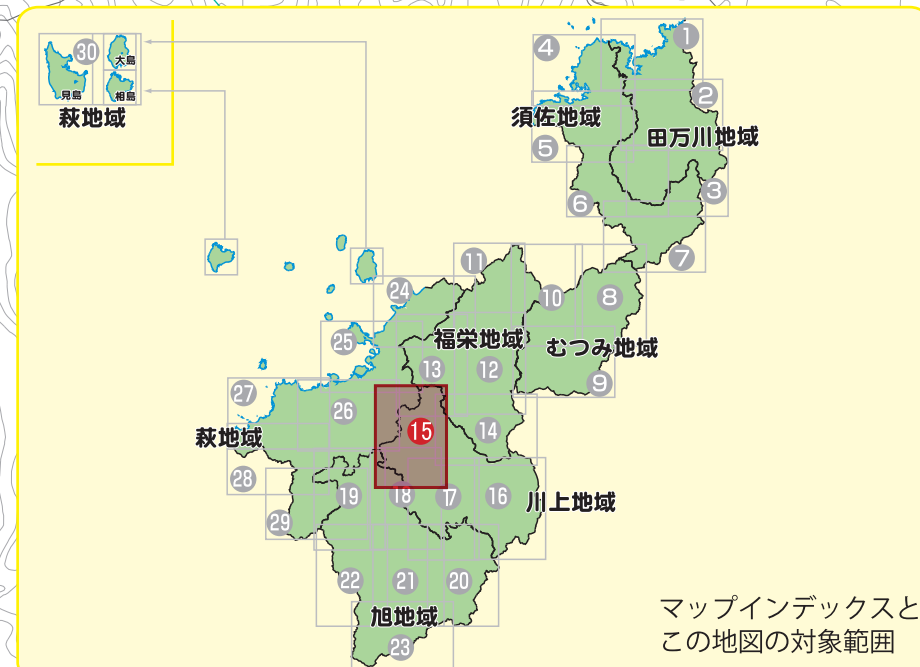 30
大島
見島
相島
萩地域
4
1
須佐地域
2
田万川地域
5
6
3
7
11
24
10
8
25
福栄地域
むつみ地域
13
12
9
27
26
15
14
萩地域
28
19
18
17
16
川上地域
29
22
21
20
旭地域
23
マップインデックスと
この地図の対象範囲